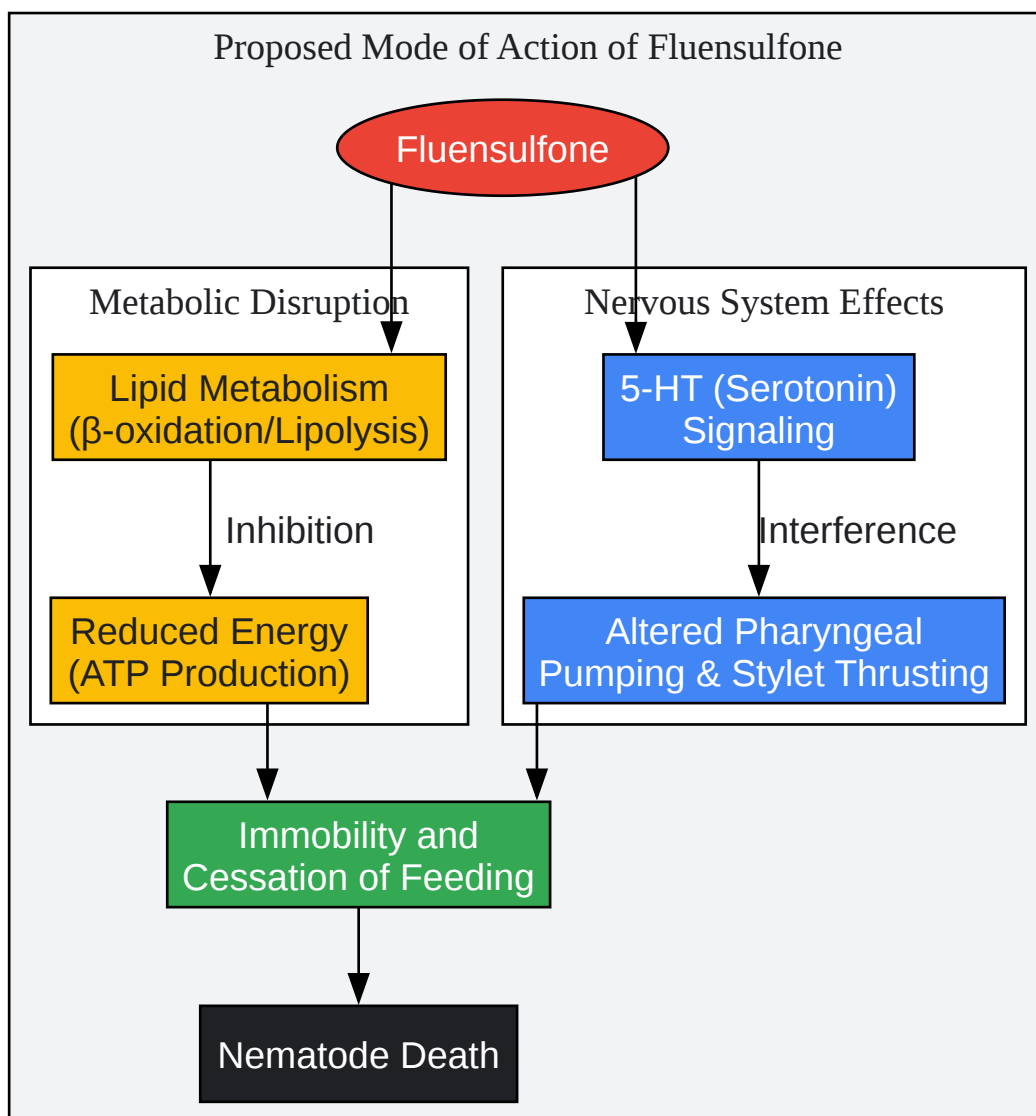 Proposed Mode of Action of Fluensulfone
Fluensulfone
Metabolic Disruption
Lipid Metabolism
(β-oxidation/Lipolysis)
Inhibition
Reduced Energy
(ATP Production)
Nervous System Effects
5-HT (Serotonin)
Signaling
Interference
Altered Pharyngeal
Pumping & Stylet Thrusting
Immobility and
Cessation of Feeding
Nematode Death